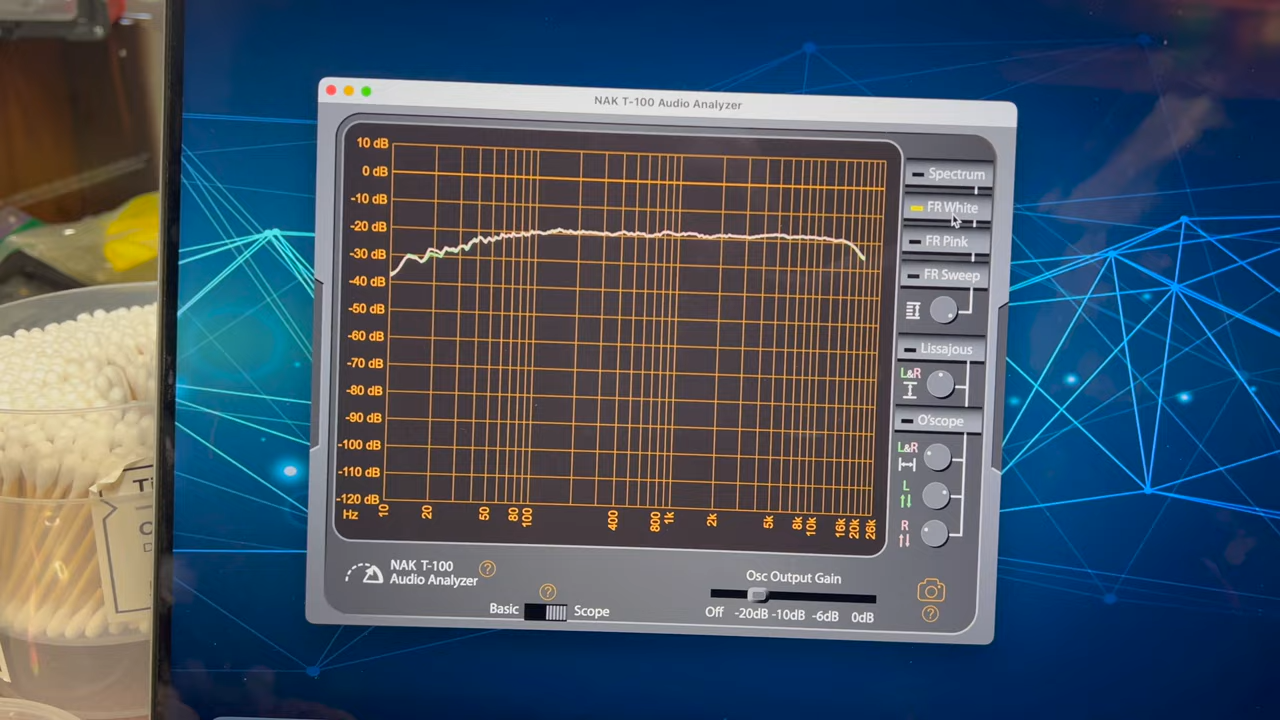 NAK T-100 Audio Analyzer
10 dB
0 dB
-10 dB
-20 dB
-30 dB
-40 dB
-50 dB
-60 dB
-70 dB
-80 dB
-90 dB
-100 dB
-110 dB
-120 dB
Hz 10 20 50 80 100 400 800 1k 2k 5k 8k 10k 16k 20k 26k
Spectrum
FR White
FR Pink
FR Sweep
Lissajous
L&R
O'scope
L&R
L
R
NAK T-100
Audio Analyzer
?
?
Basic
Scope
Osc Output Gain
Off -20dB -10dB -6dB 0dB
?